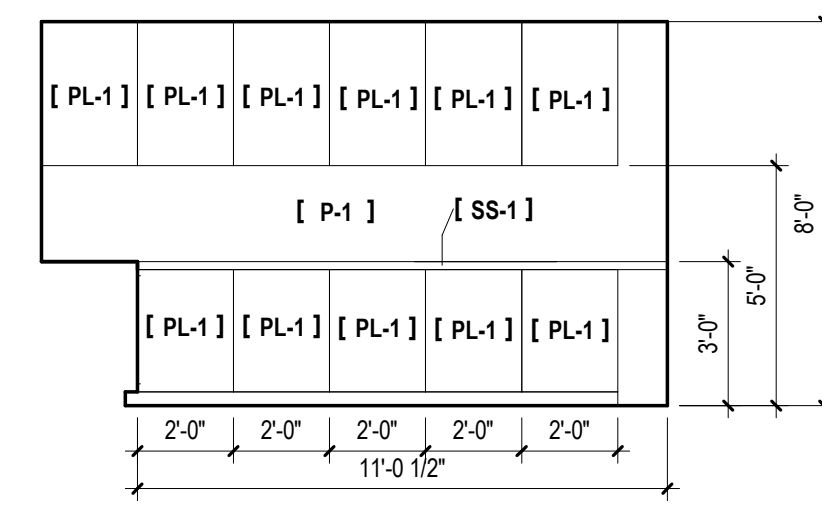 [ PL-1 ] [ PL-1 ] [ PL-1 ] [ PL-1 ] [ PL-1 ] [ PL-1 ]
[ P-1 ] [ SS-1 ]
8'-0"
5'-0"
3'-0"
[ PL-1 ] [ PL-1 ] [ PL-1 ] [ PL-1 ] [ PL-1 ]
2'-0" 2'-0" 2'-0" 2'-0" 2'-0"
11'-0 1/2"